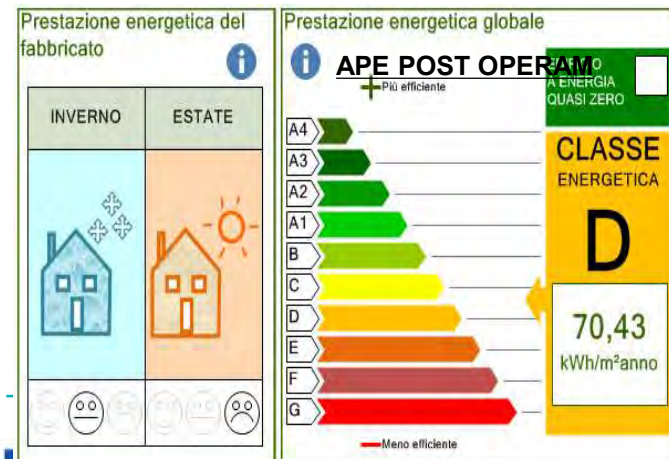 Prestazione energetica del
fabbricato
INVERNO
ESTATE
Prestazione energetica globale
APE POST OPERAM
Più efficiente
A ENERGIA
QUASI ZERO
A4
A3
A2
A1
B
C
D
E
F
G
Meno efficiente
CLASSE
ENERGETICA
D
70,43
kWh/m²anno